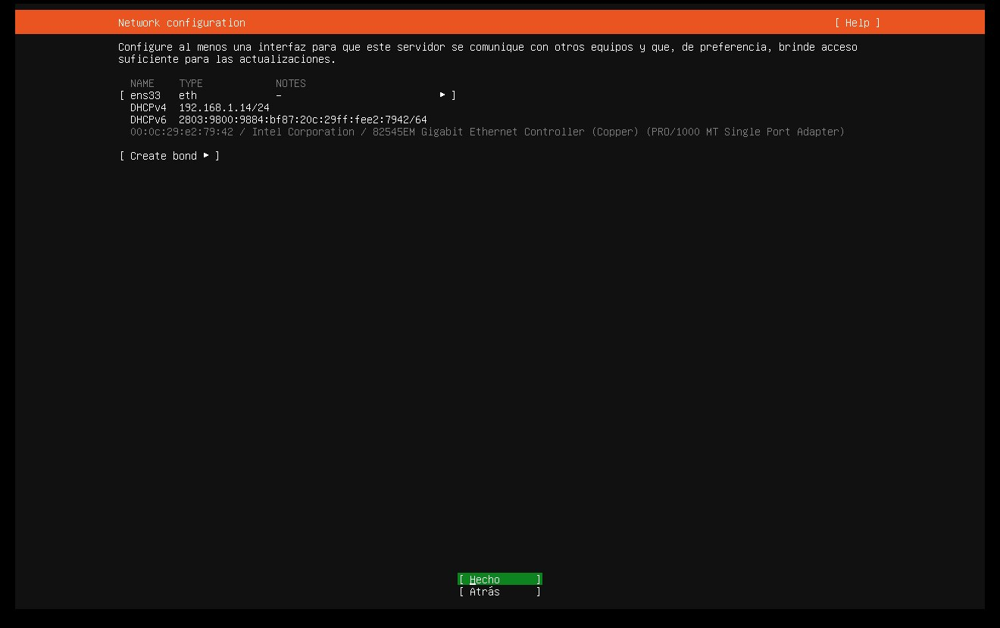 Network configuration [ Help ]
Configure al menos una interfaz para que este servidor se comunique con otros equipos y que, de preferencia, brinde acceso
suficiente para las actualizaciones.
NAME TYPE NOTES
[ ens33 eth – ▸ ]
DHCPv4 192.168.1.14/24
DHCPv6 2803:9800:9884:bf87:20c:29ff:fee2:7942/64
00:0c:29:e2:79:42 / Intel Corporation / 82545EM Gigabit Ethernet Controller (Copper) (PRO/1000 MT Single Port Adapter)
[ Create bond ▸ ]
[ Hecho ]
[ Atrás ]